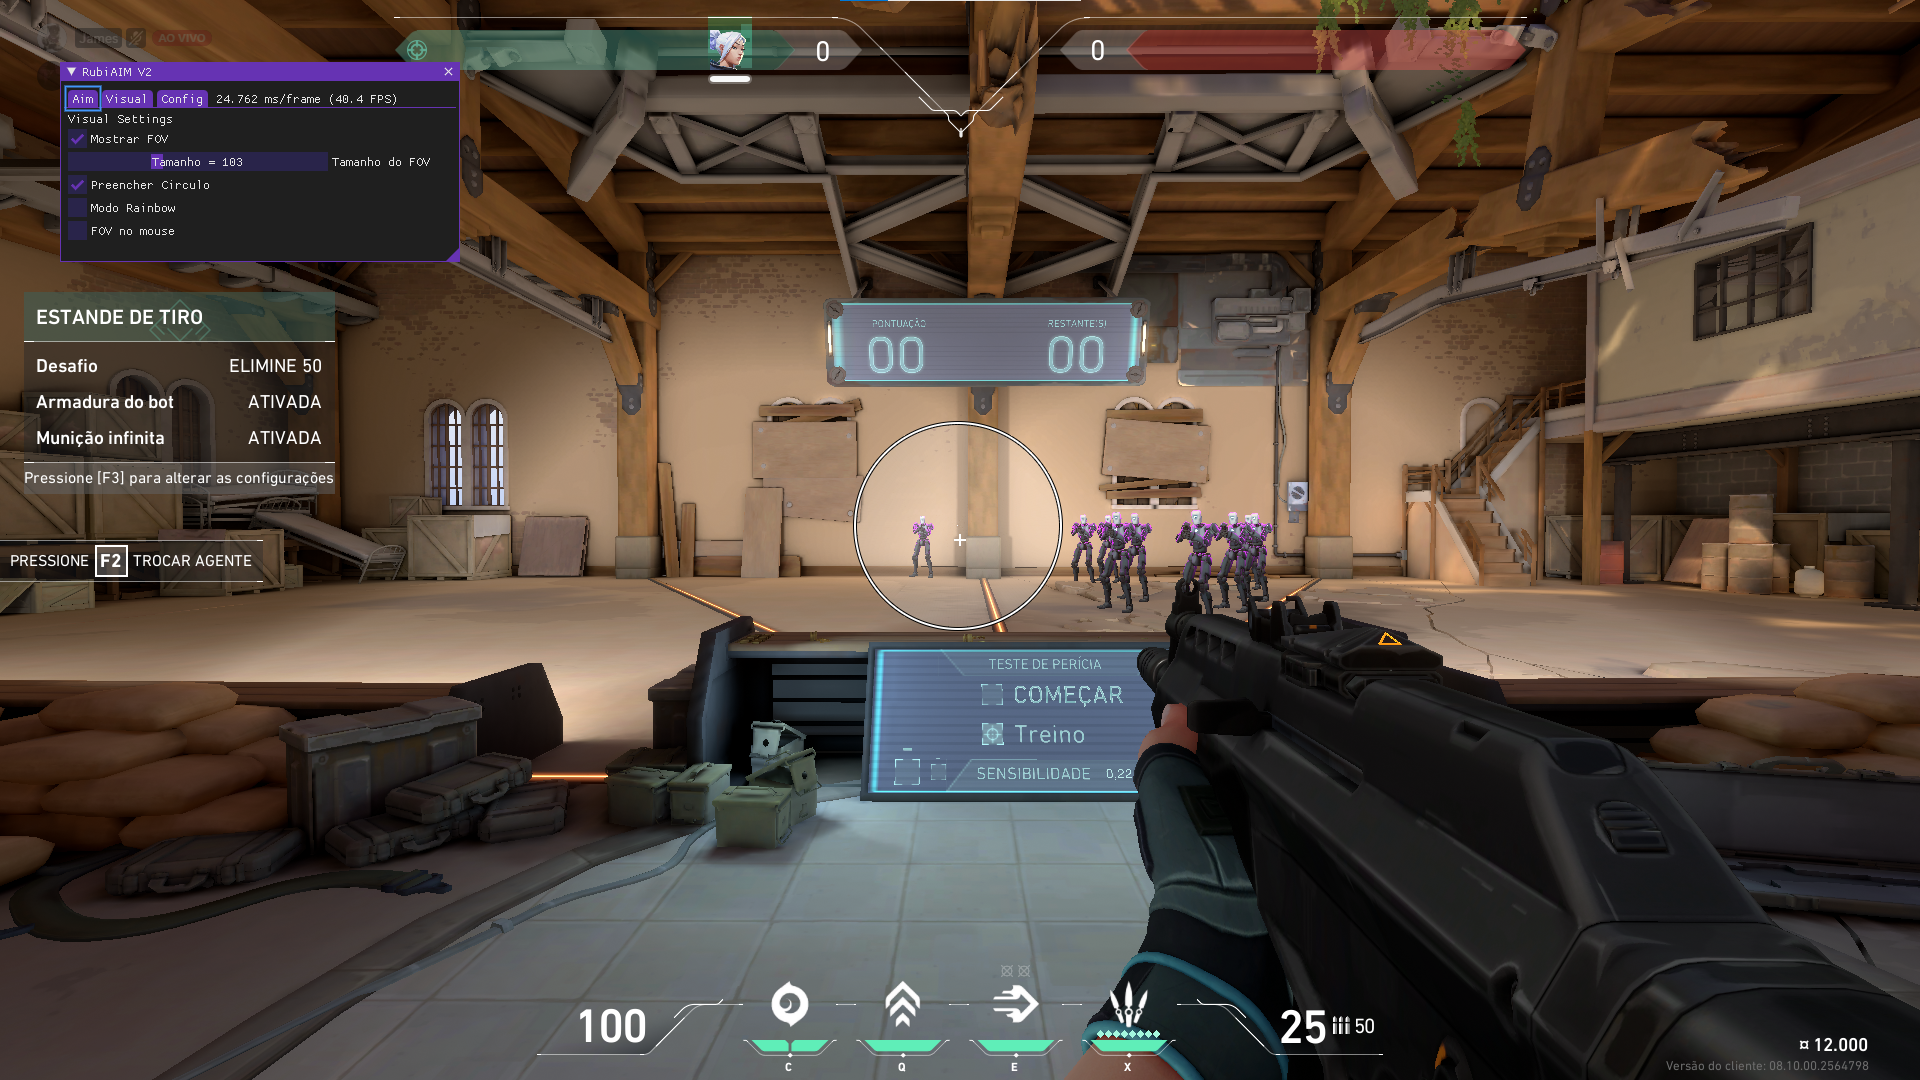 James
AO VIVO
RubiAIM V2
Aim Visual Config 24.762 ms/frame (40.4 FPS)
Visual Settings
Mostrar FOV
Tamanho = 103 Tamanho do FOV
Preencher Circulo
Modo Rainbow
FOV no mouse
0
0
ESTANDE DE TIRO
Desafio ELIMINE 50
Armadura do bot ATIVADA
Munição infinita ATIVADA
Pressione [F3] para alterar as configurações
PRESSIONE F2 TROCAR AGENTE
PONTUAÇÃO RESTANTE(S)
00 00
TESTE DE PERÍCIA
COMEÇAR
Treino
SENSIBILIDADE 0,22
100
C Q E X
25 50
¤ 12.000
Versão do cliente: 08.10.00.2564798